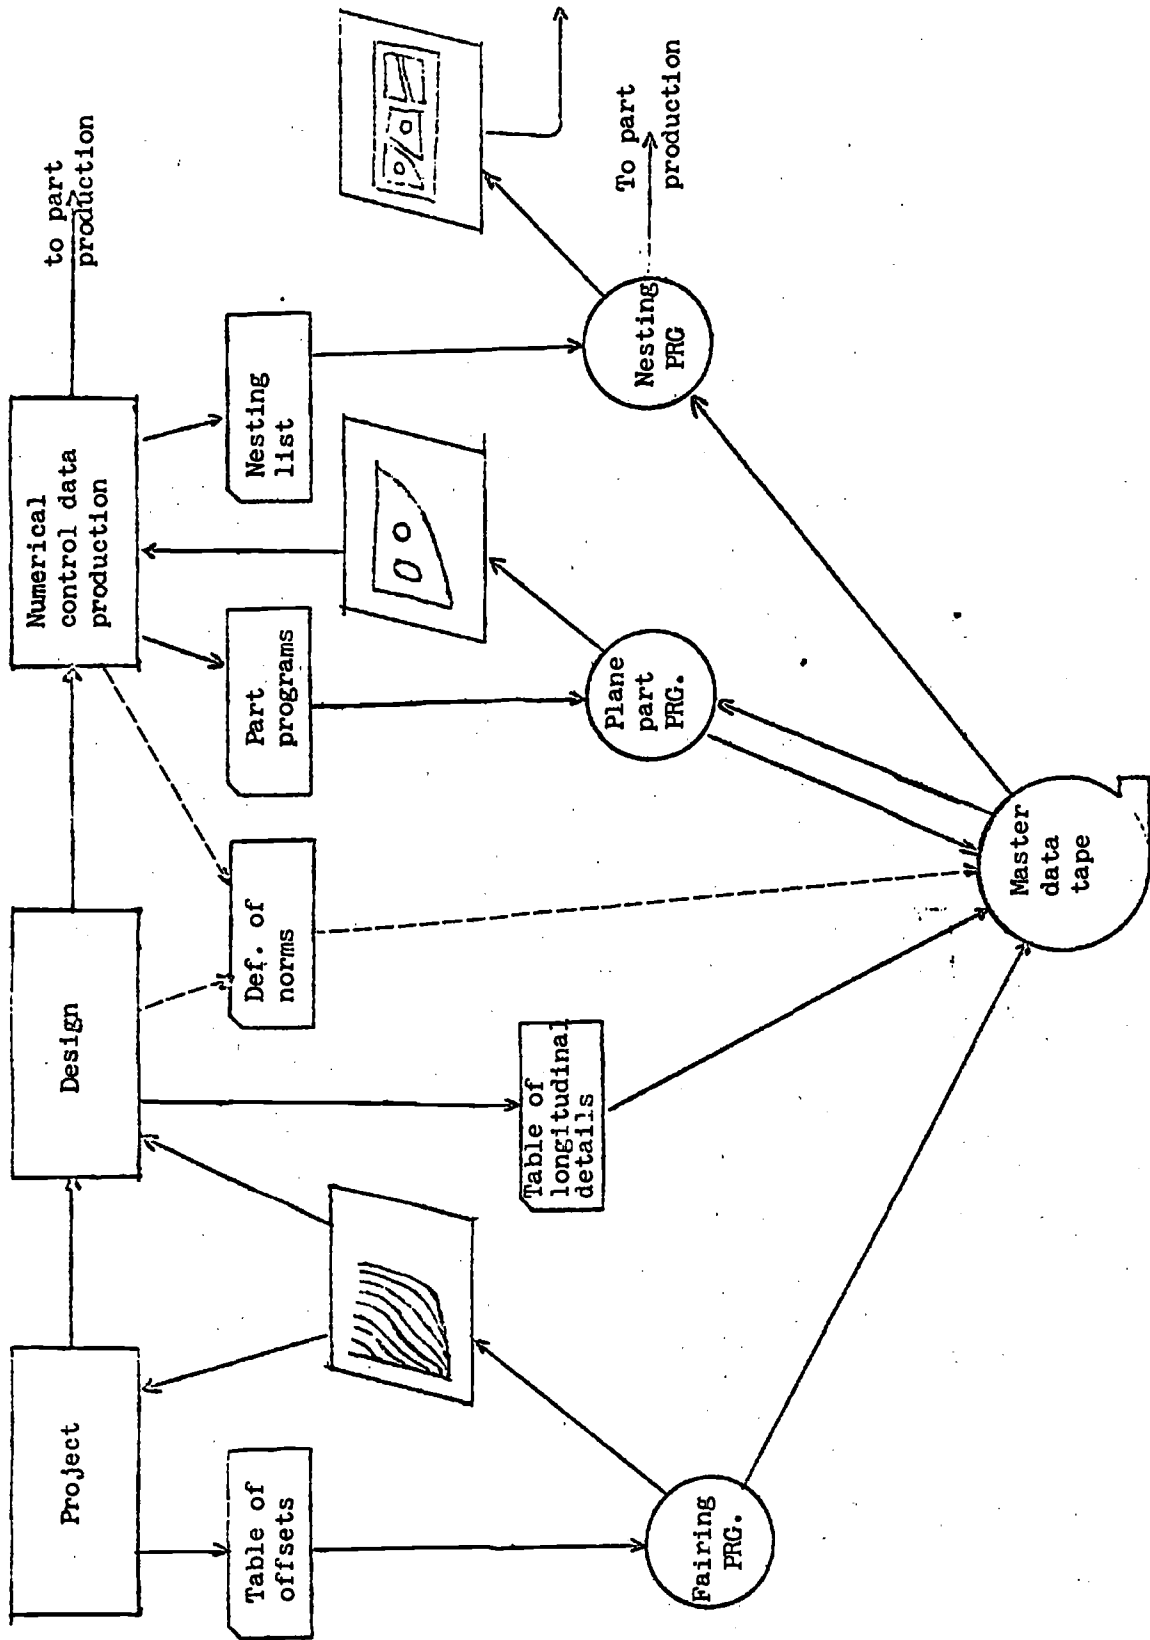 Project
Design
Numerical
control data
production
to part
production
Table of
offsets
Def. of
norms
Part
programs
Nesting
list
Table of
longitudinal
details
Fairing
PRG.
Plane
part
PRG.
Nesting
PRG
To part
production
Master
data
tape